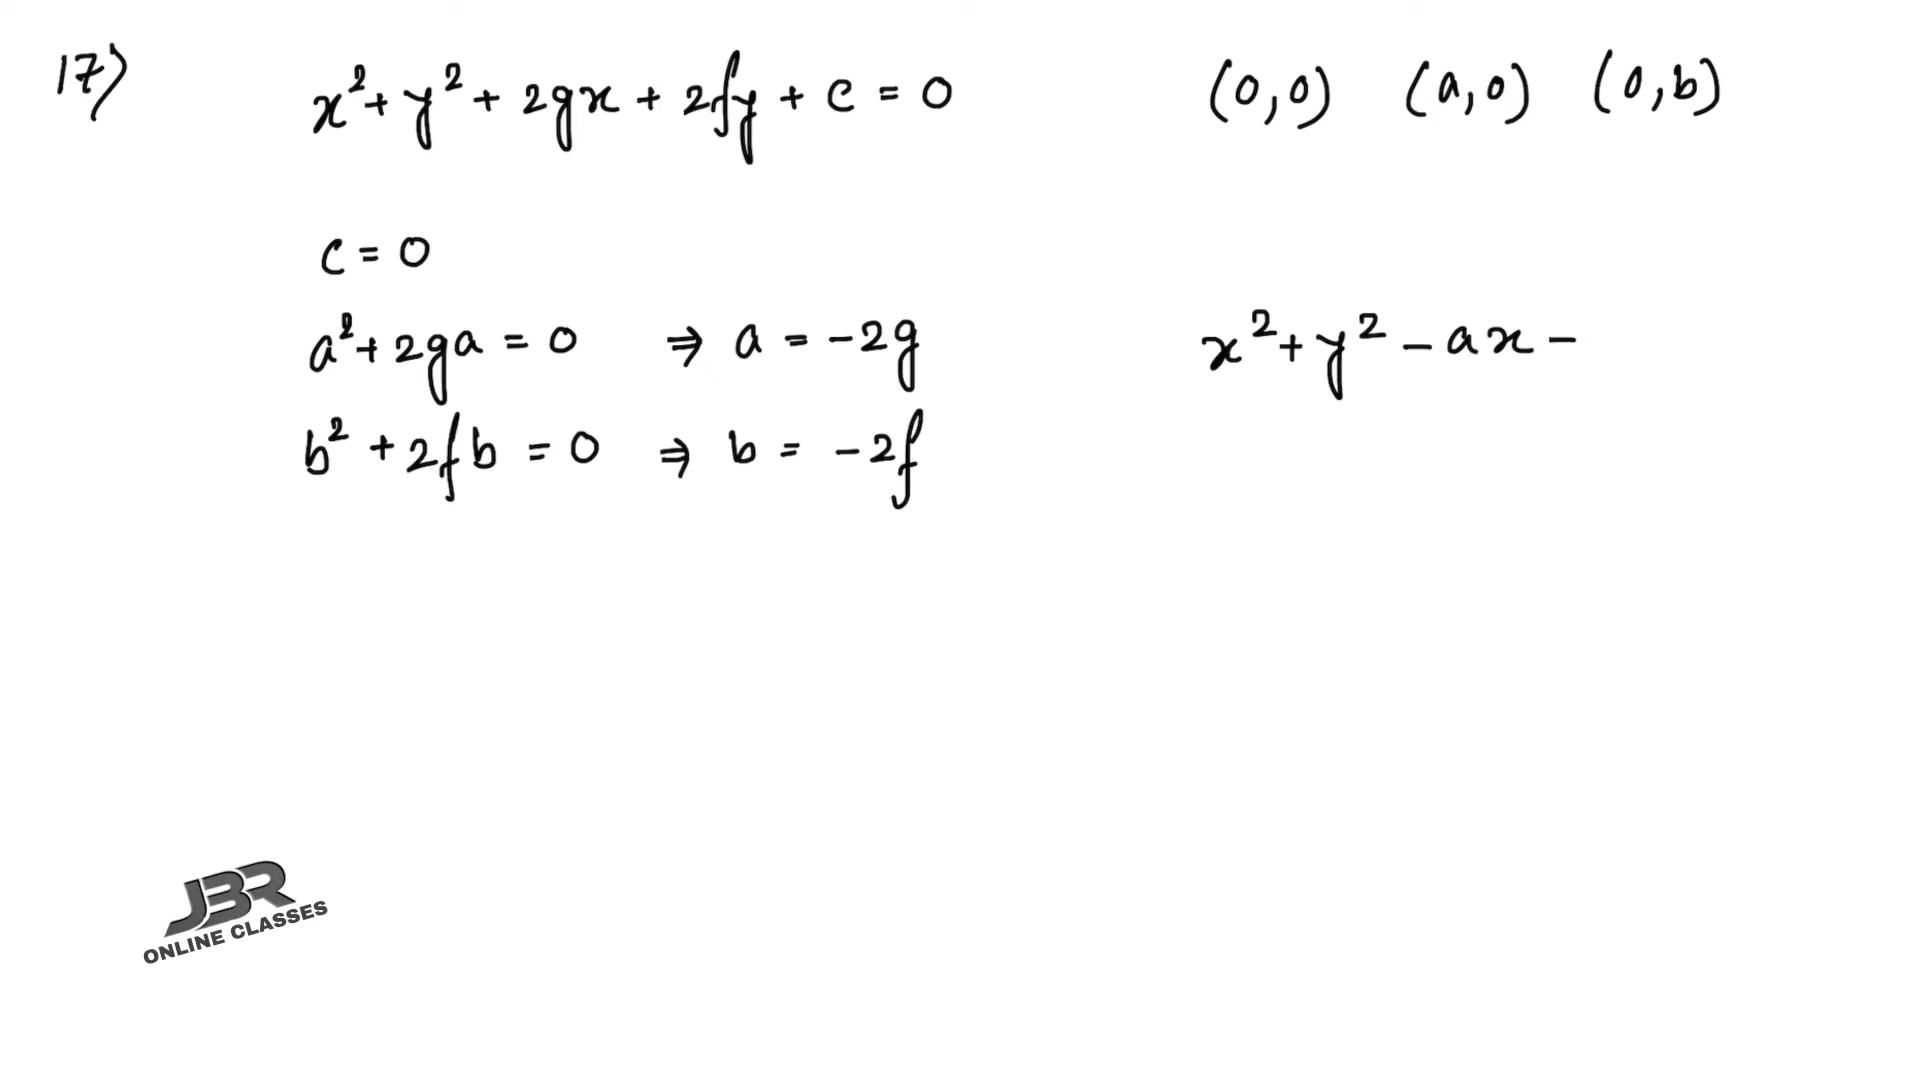 17) x² + y² + 2gx + 2fy + c = 0 (0,0) (a,0) (0,b)
c = 0
a² + 2ga = 0 ⇒ a = -2g x² + y² - ax -
b² + 2fb = 0 ⇒ b = -2f
JBR
ONLINE CLASSES